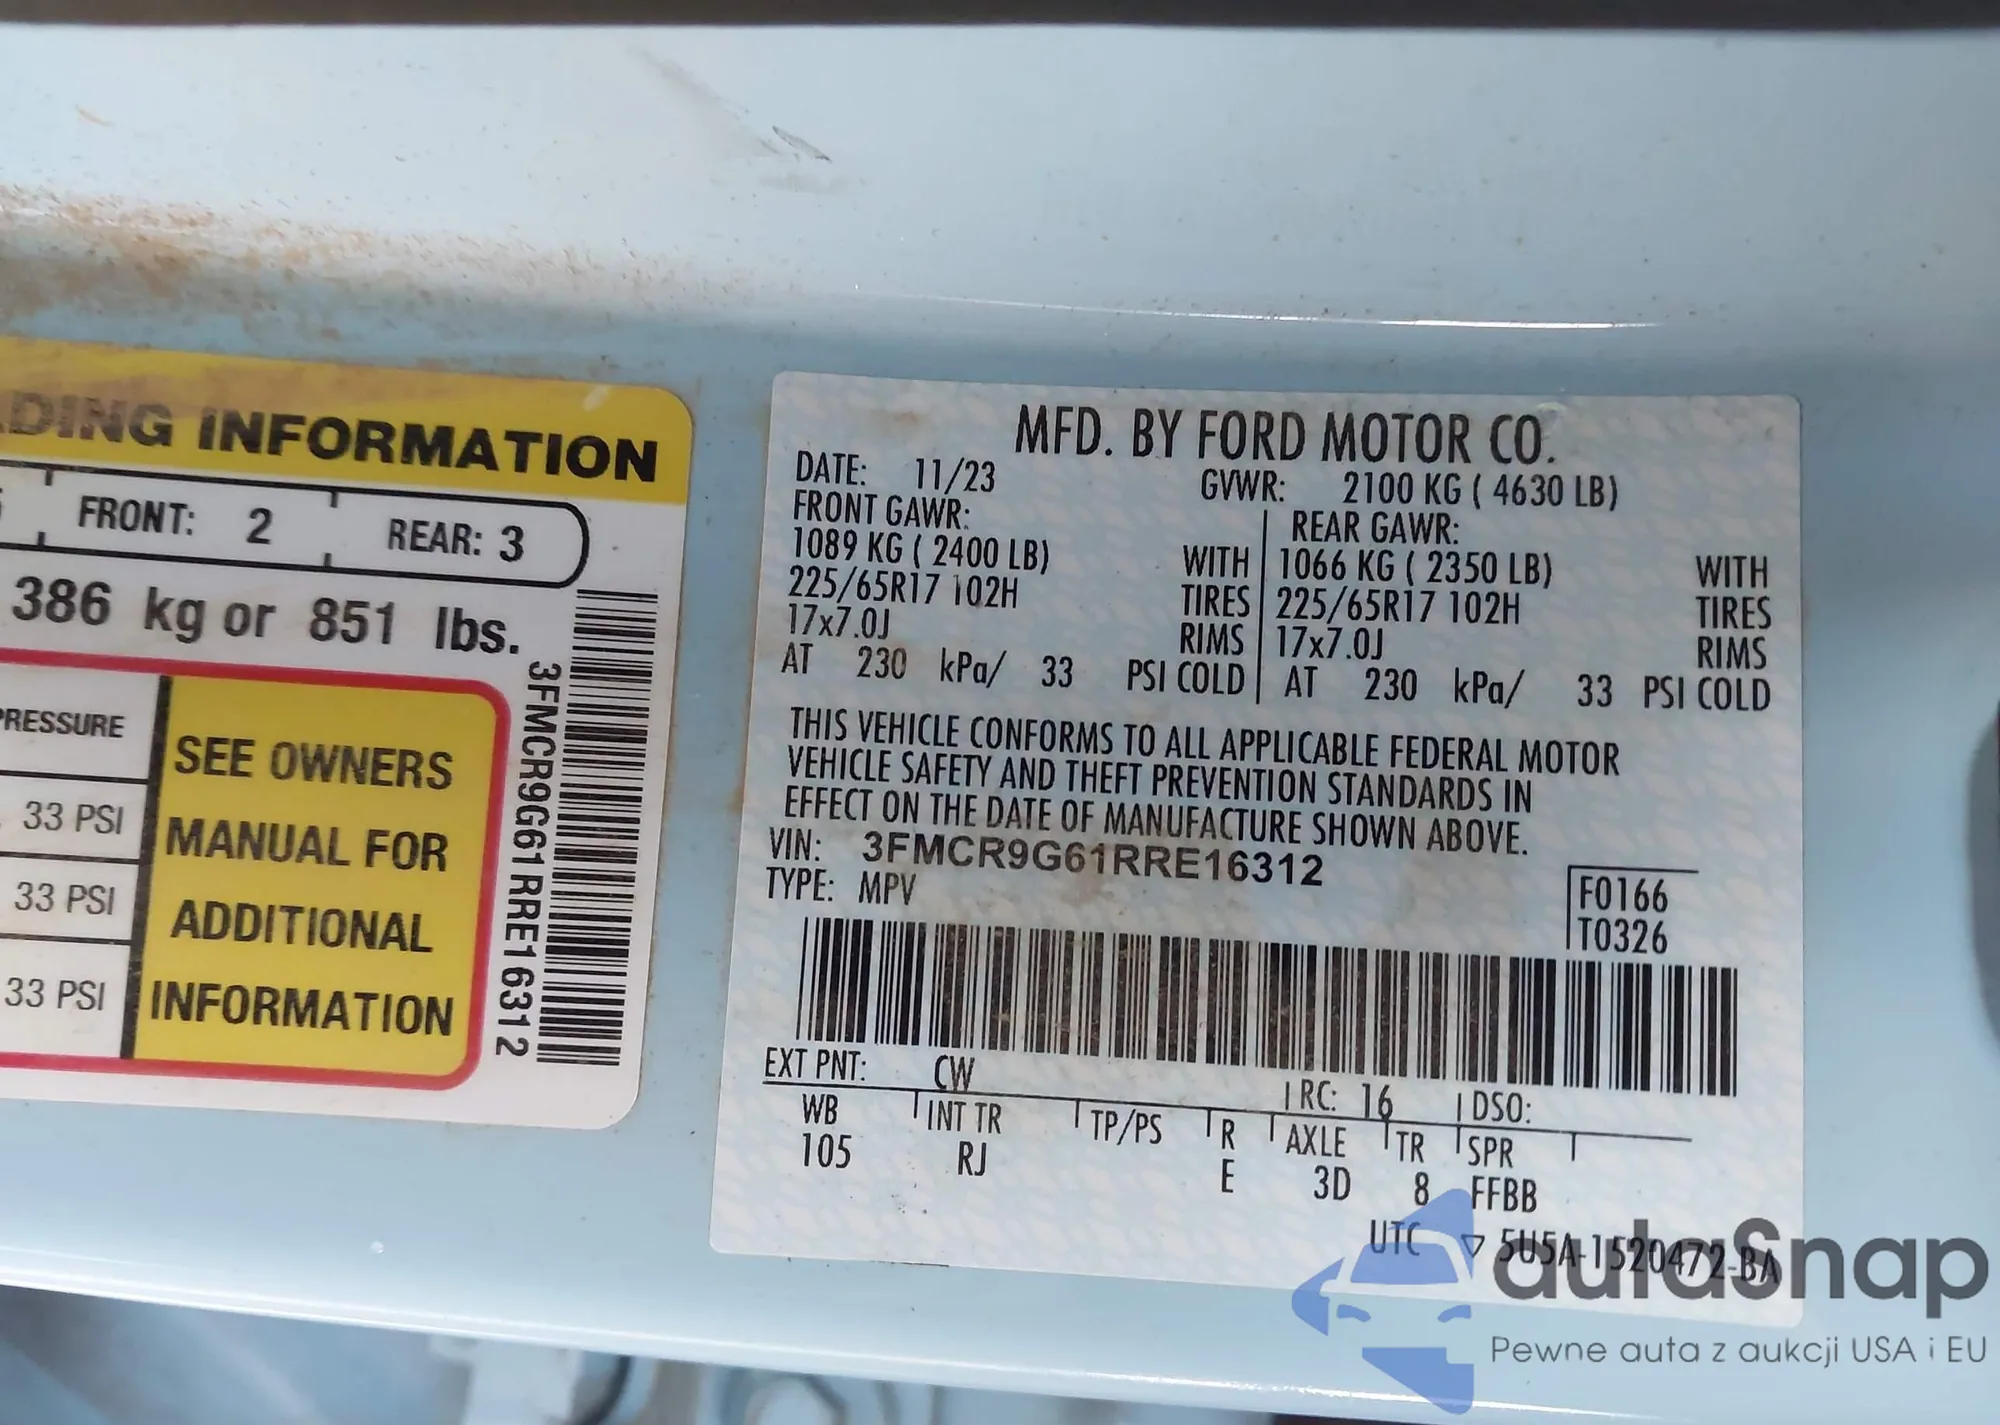 DING INFORMATION
FRONT: 2 REAR: 3
386 kg or 851 lbs.
PRESSURE
33 PSI
33 PSI
33 PSI
SEE OWNERS
MANUAL FOR
ADDITIONAL
INFORMATION
3FMCR9G61RRE16312
MFD. BY FORD MOTOR CO.
DATE: 11/23 GVWR: 2100 KG ( 4630 LB)
FRONT GAWR: REAR GAWR:
1089 KG ( 2400 LB) WITH 1066 KG ( 2350 LB) WITH
225/65R17 102H TIRES 225/65R17 102H TIRES
17x7.0J RIMS 17x7.0J RIMS
AT 230 kPa/ 33 PSI COLD AT 230 kPa/ 33 PSI COLD
THIS VEHICLE CONFORMS TO ALL APPLICABLE FEDERAL MOTOR
VEHICLE SAFETY AND THEFT PREVENTION STANDARDS IN
EFFECT ON THE DATE OF MANUFACTURE SHOWN ABOVE.
VIN: 3FMCR9G61RRE16312
TYPE: MPV
F0166
T0326
EXT PNT: CW RC: 16 DSO:
WB INT TR TP/PS R AXLE TR SPR
105 RJ E 3D 8 FFBB
UTC ▽ 5U5A-1520472-BA
autaSnap
Pewne auta z aukcji USA i EU